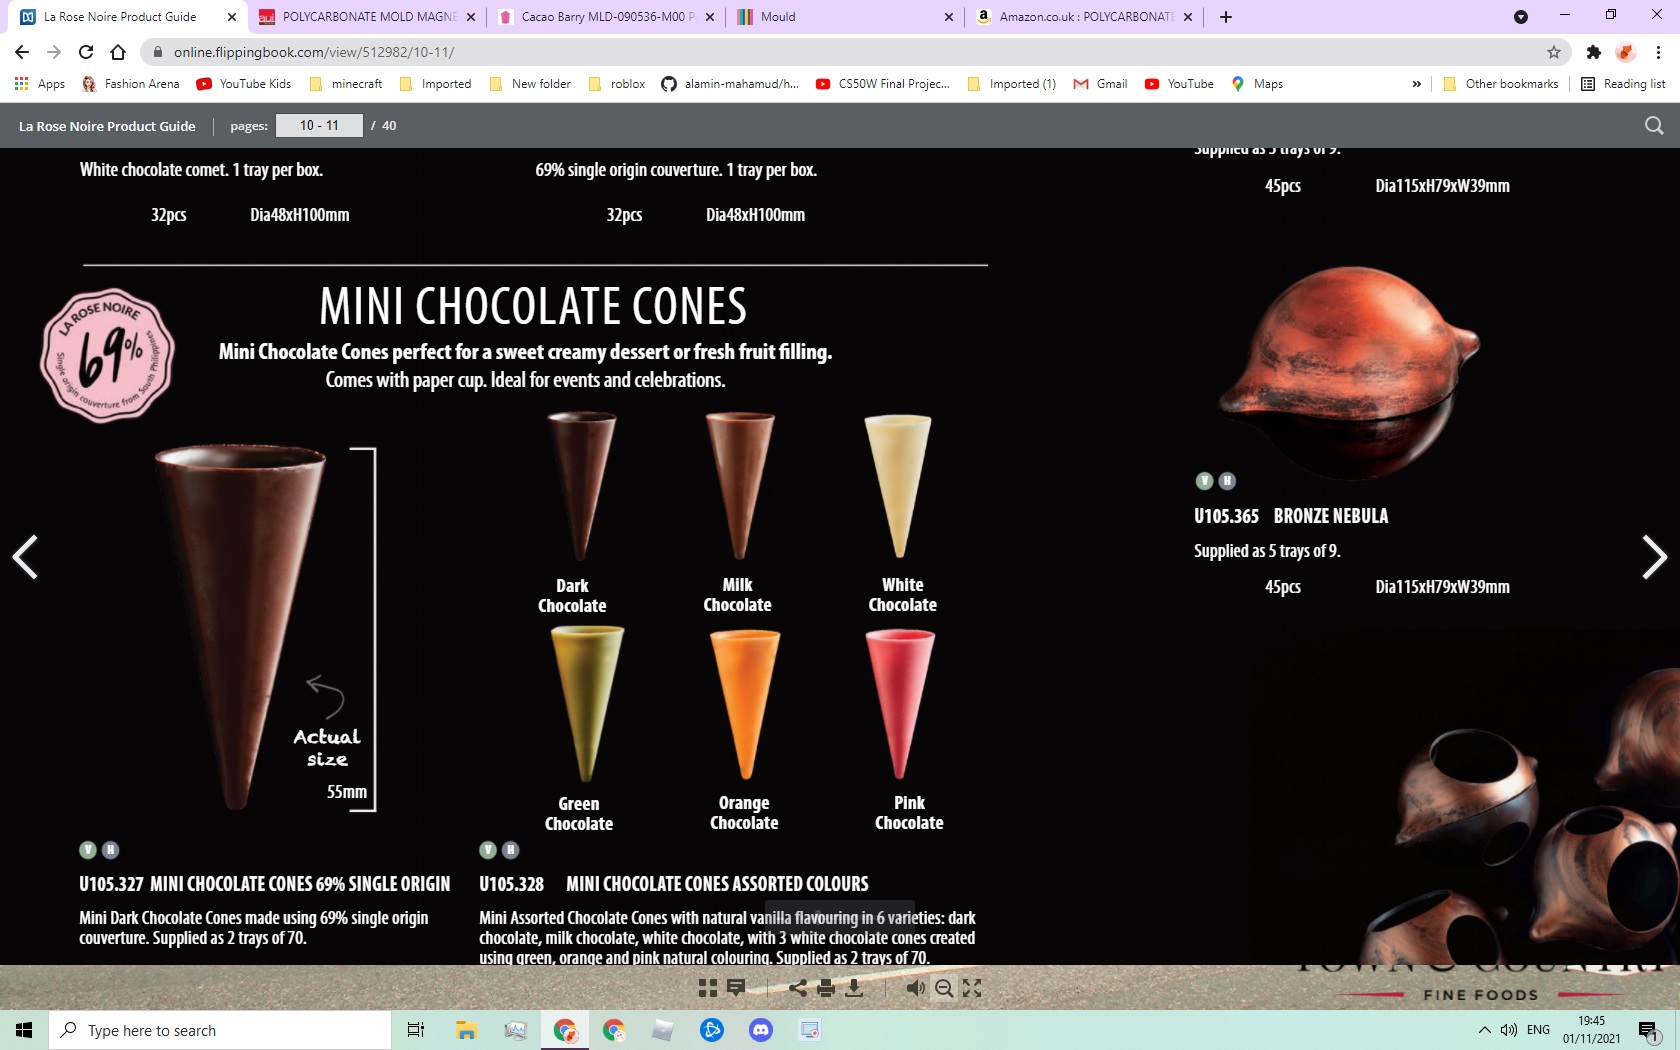 La Rose Noire Product Guide
POLYCARBONATE MOLD MAGNE
Cacao Barry MLD-090536-M00 P
Mould
Amazon.co.uk : POLYCARBONATE
online.flippingbook.com/view/512982/10-11/
Apps
Fashion Arena
YouTube Kids
minecraft
Imported
New folder
roblox
alamin-mahamud/h...
CS50W Final Projec...
Imported (1)
Gmail
YouTube
Maps
»
Other bookmarks
Reading list
La Rose Noire Product Guide
pages: 10 - 11 / 40
White chocolate comet. 1 tray per box.
32pcs Dia48xH100mm
69% single origin couverture. 1 tray per box.
32pcs Dia48xH100mm
Supplied as 5 trays of 9.
45pcs Dia115xH79xW39mm
LA ROSE NOIRE
69%
Single origin couverture from South Philippines
MINI CHOCOLATE CONES
Mini Chocolate Cones perfect for a sweet creamy dessert or fresh fruit filling.
Comes with paper cup. Ideal for events and celebrations.
Actual
size
55mm
Dark
Chocolate
Milk
Chocolate
White
Chocolate
Green
Chocolate
Orange
Chocolate
Pink
Chocolate
V H
U105.327 MINI CHOCOLATE CONES 69% SINGLE ORIGIN
Mini Dark Chocolate Cones made using 69% single origin
couverture. Supplied as 2 trays of 70.
V H
U105.328 MINI CHOCOLATE CONES ASSORTED COLOURS
Mini Assorted Chocolate Cones with natural vanilla flavouring in 6 varieties: dark
chocolate, milk chocolate, white chocolate, with 3 white chocolate cones created
using green, orange and pink natural colouring. Supplied as 2 trays of 70.
V H
U105.365 BRONZE NEBULA
Supplied as 5 trays of 9.
45pcs Dia115xH79xW39mm
TOWN & COUNTRY
FINE FOODS
Type here to search
ENG
19:45
01/11/2021
1